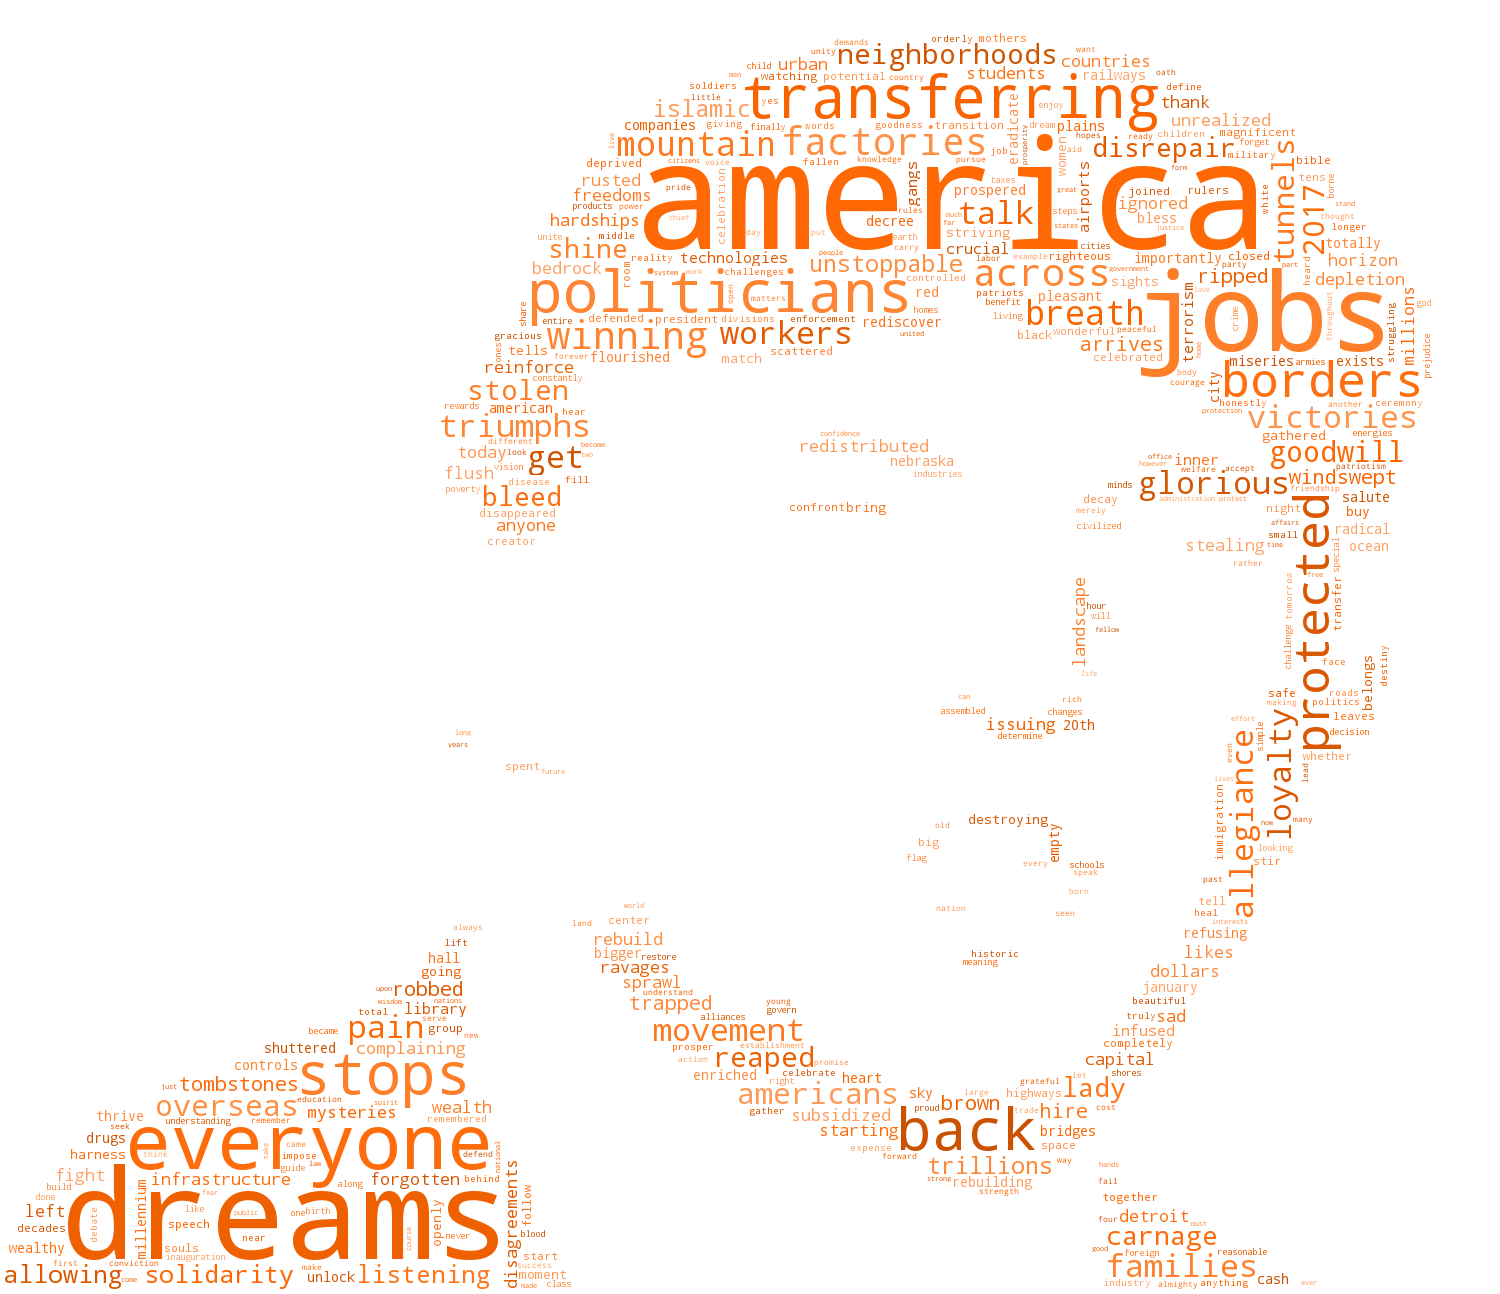 orderly mothers
demands
unity
neighborhoods
want
child urban
countries
men
watching potential country
students
railways
oath
soldiers
define
little
yes
transferring
thank
islamic
enjoy
companies giving finally words
goodness transition
eradicate
dream plains
unrealized
hopes ready children magnificent
live
mountain
factories
job
prosperity
aid
women
disrepair
forget
military
bible
deprived
citizens voice
fallen
knowledge
pursue
form
tunnels
rusted
pride
america
gangs
taxes
prospered
great
airports
joined rulers
white
tens
borne
freedoms
celebration
products power
chief
decree
rules
much
far
talk
steps
ignored
2017
stand
thought
hardships
bless
states
justice
longer
unite middle
day
put
earth
striving
carry
crucial
cities
totally
shine
reality technologies
people
labor example righteous
importantly closed
heard
horizon
bedrock
room
system work
challenges
unstoppable
controlled
across
government
sights
party
part
ripped
depletion
politicians
open
matters
red
patriots
benefit
pleasant
love
jobs
share
entire defended president divisions enforcement
homes
living
breath
terrorism
crime
throughout
millions
god
gracious
winning
workers
rediscover
united
black wonderful peaceful
struggling
ones
tells
forever flourished
match scattered
arrives
celebrated
home
miseries armies exists
prejudice
reinforce
constantly
body
courage
city
borders
stolen
rewards american hear
honestly another ceremony
protection
triumphs
different
become
confidence
redistributed
victories
gathered energies
today look get two
nebraska
industries
goodwill
flush vision
disease fill
office
however
inner
welfare accept
patriotism
poverty bleed
minds glorious windswept
friendship
disappeared
confront bring
decay
administration protect
salute
anyone
merely
night
buy
creator
civilized
affairs
small
radical
stealing time
ocean
rather
special
free
protected
landscape
hour
will
tomorrow
transfer
fellow
challenge
face
belongs
destiny
life
can
rich
safe
roads
assembled
changes
making politics
issuing 20th
leaves
long
determine
effort
loyalty
decision
years
allegiance
simple
even
whether
spent future
lives
lead
immigration
destroying
now
many
old
big
empty
looking
flag
every
schools
stir
speak
past
born
tell
world
nation
seen
heal
land center
interests
always
rebuild
refusing
lift
bigger restore
historic
likes
hall
meaning
going
ravages
dollars
upon robbed
sprawl
understand
january
wisdom nations
trapped
young
beautiful
total library
govern
serve
alliances
truly sad
became pain group new
movement
infused
shuttered complaining
prosper establishment
completely
controls
action reaped promise
capital
just tombstones stops
enriched celebrate heart
let
shores
education spirit
right
grateful
lady
overseas
americans
sky large highways
mysteries wealth
gather subsidized
proud brown trade hire cost
thrive
seek
understanding remember
remembered
starting back
bridges
drugs
everyone
expense
space
harness think
take
came
impose
defend
forward
trillions way
hands
fight
guide law
national
strong rebuilding
fail
build infrastructure
along forgotten behind
strength
together
done
millennium
dreams
fear
left
like
public
one birth
openly
disagreements
follow
four detroit must
decades
debate
speech
course
near
never
blood
carnage
wealthy
souls
good
foreign
reasonable
first
conviction
inauguration
make
start
success
allowing come solidarity unlock listening
moment
families cash
made class
industry almighty anything
ever